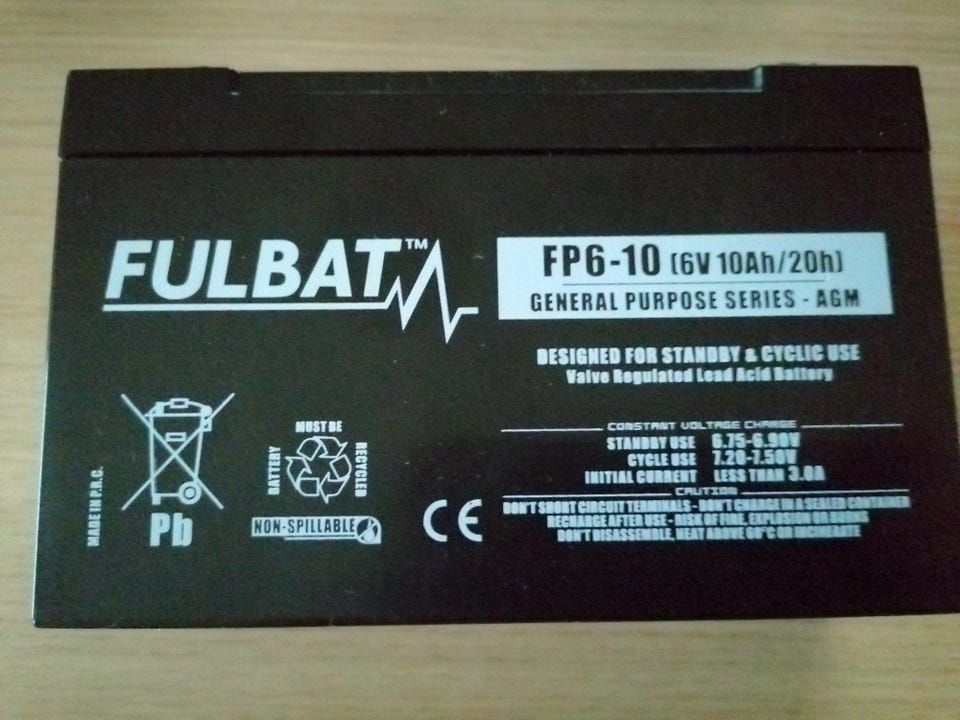 FULBAT™
FP6-10 (6V 10Ah/20h)
GENERAL PURPOSE SERIES - AGM
DESIGNED FOR STANDBY & CYCLIC USE
Valve Regulated Lead Acid Battery
CONSTANT VOLTAGE CHARGE
STANDBY USE 6.75-6.90V
CYCLE USE 7.20-7.50V
INITIAL CURRENT LESS THAN 3.0A
CAUTION
DON'T SHORT CIRCUIT TERMINALS - DON'T CHARGE IN A SEALED CONTAINER
RECHARGE AFTER USE - RISK OF FIRE, EXPLOSION OR
DON'T DISASSEMBLE, HEAT ABOVE 60°C OR INCINERATE
MADE IN P.R.C.
Pb
BATTERY
MUST BE
RECYCLED
NON-SPILLABLE
CE